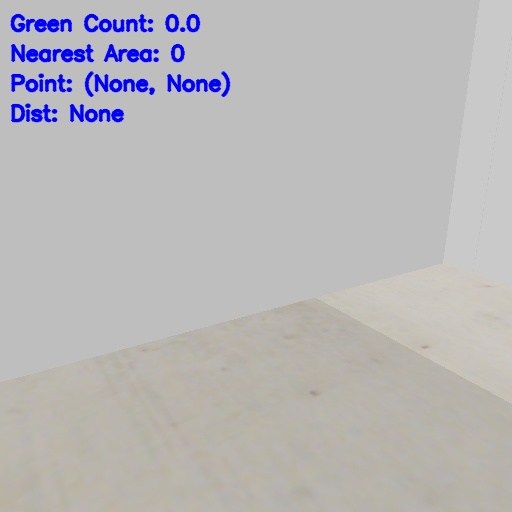 Green Count: 0.0
Nearest Area: 0
Point: (None, None)
Dist: None